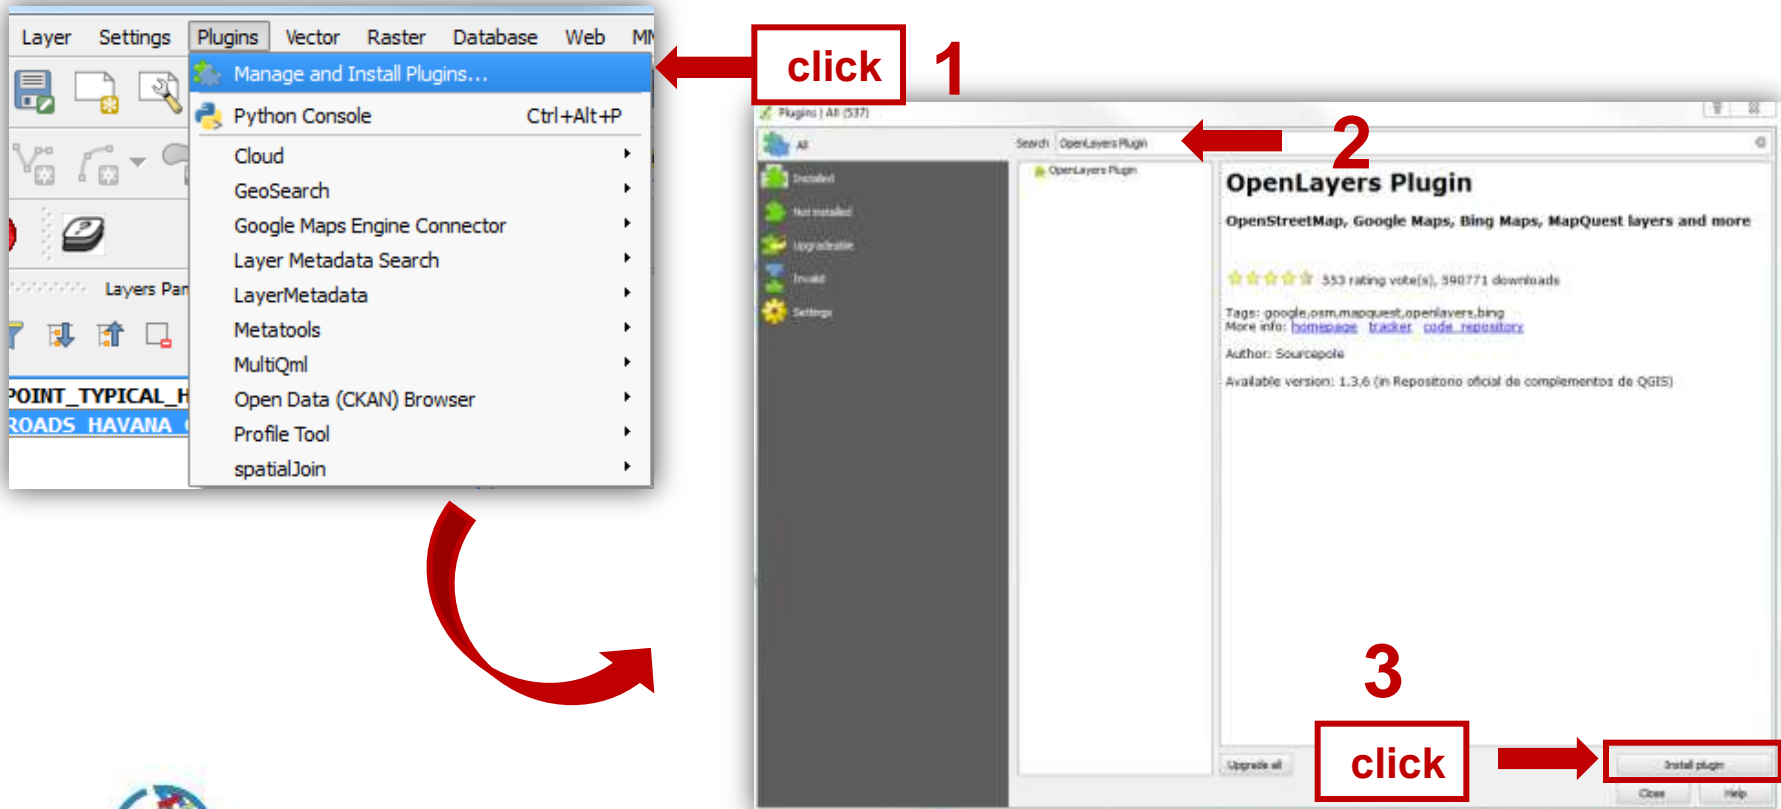 Layer Settings Plugins Vector Raster Database Web
Manage and Install Plugins...
Python Console Ctrl+Alt+P
Cloud
GeoSearch
Google Maps Engine Connector
Layer Metadata Search
LayerMetadata
Metatools
MultiQml
Open Data (CKAN) Browser
Profile Tool
spatialJoin
Layers Pan
POINT_TYPICAL_H
ROADS HAVANA
click
1
Plugins | All (537)
All
Installed
Not installed
Upgradeable
Invalid
Settings
Search OpenLayers Plugin
2
OpenLayers Plugin
OpenLayers Plugin
OpenStreetMap, Google Maps, Bing Maps, MapQuest layers and more
553 rating vote(s), 590771 downloads
Tags: google,osm,mapquest,openlayers,bing
More info: homepage tracker code_repository
Author: Sourcepole
Available version: 1.3.6 (in Repositorio oficial de complementos de QGIS)
3
click
Upgrade all
Install plugin
Close Help